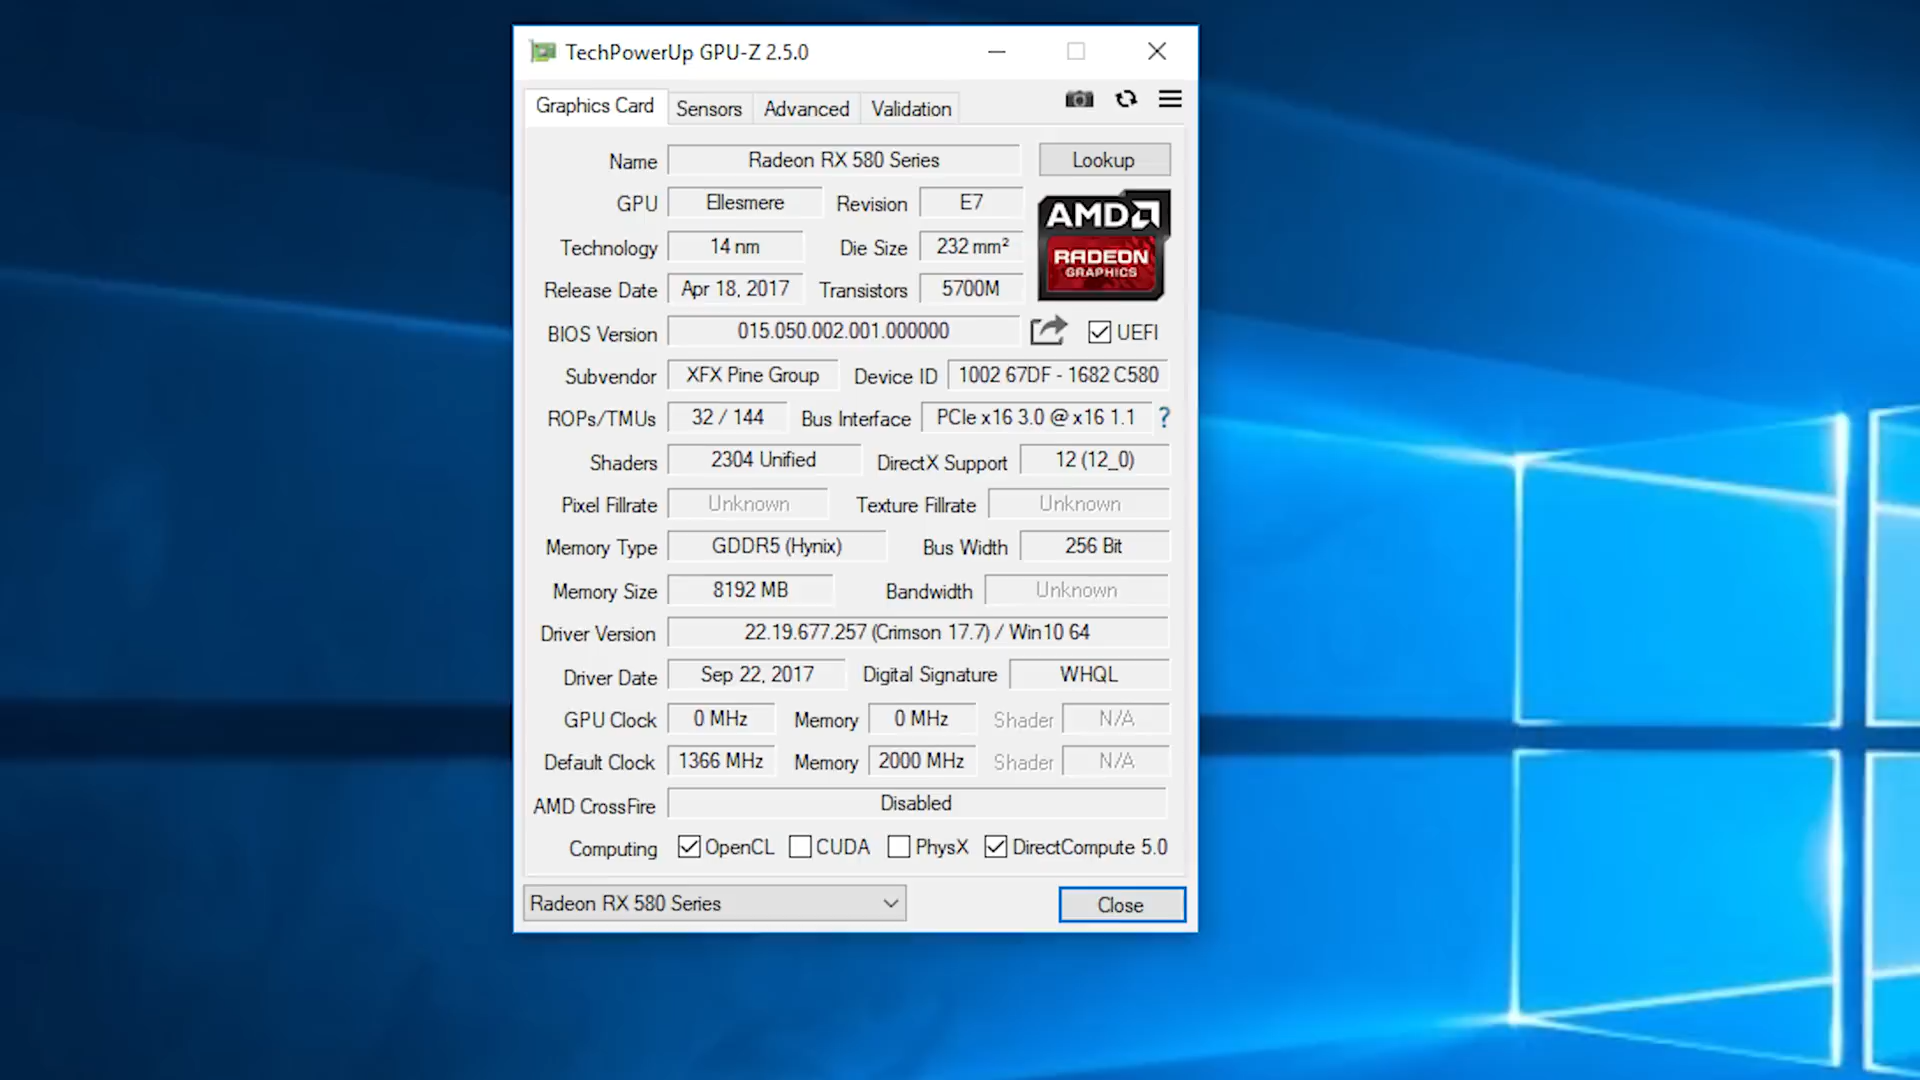 TechPowerUp GPU-Z 2.5.0
Graphics Card Sensors Advanced Validation
Name Radeon RX 580 Series Lookup
GPU Ellesmere Revision E7
AMD
RADEON
GRAPHICS
Technology 14 nm Die Size 232 mm²
Release Date Apr 18, 2017 Transistors 5700M
BIOS Version 015.050.002.001.000000 UEFI
Subvendor XFX Pine Group Device ID 1002 67DF - 1682 C580
ROPs/TMUs 32 / 144 Bus Interface PCIe x16 3.0 @ x16 1.1 ?
Shaders 2304 Unified DirectX Support 12 (12_0)
Pixel Fillrate Unknown Texture Fillrate Unknown
Memory Type GDDR5 (Hynix) Bus Width 256 Bit
Memory Size 8192 MB Bandwidth Unknown
Driver Version 22.19.677.257 (Crimson 17.7) / Win10 64
Driver Date Sep 22, 2017 Digital Signature WHQL
GPU Clock 0 MHz Memory 0 MHz Shader N/A
Default Clock 1366 MHz Memory 2000 MHz Shader N/A
AMD CrossFire Disabled
Computing OpenCL CUDA PhysX DirectCompute 5.0
Radeon RX 580 Series Close